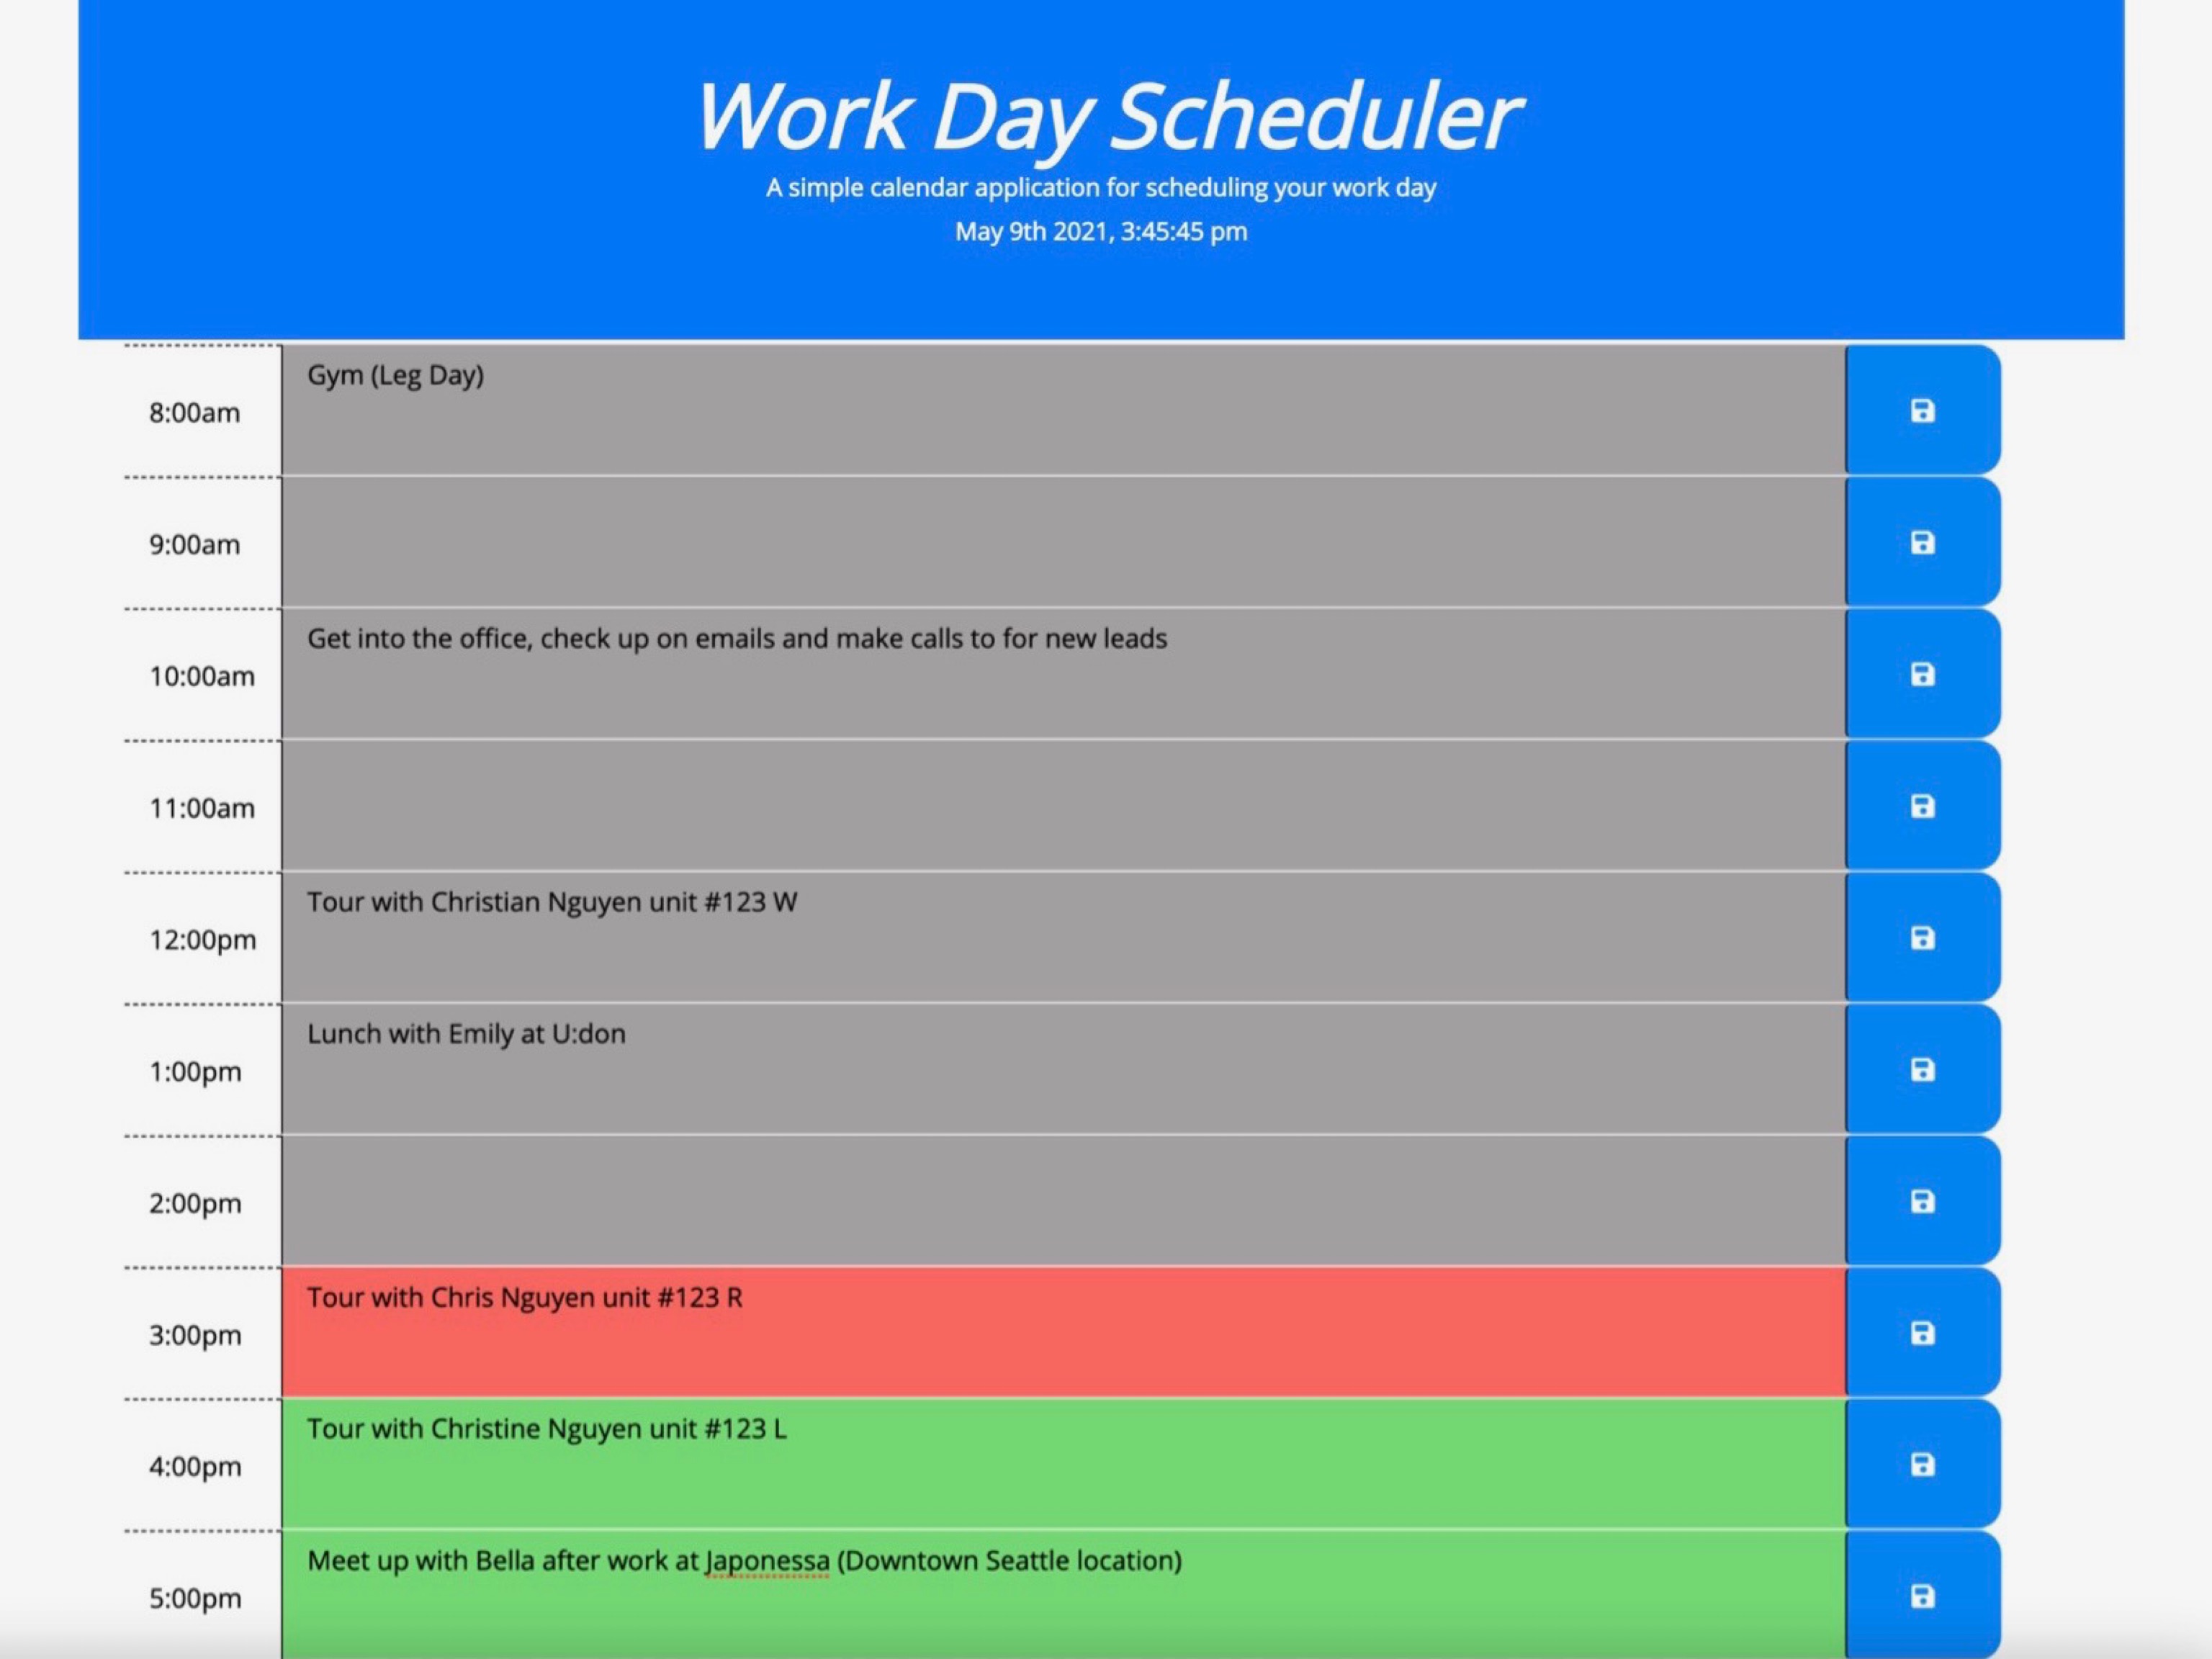 Work Day Scheduler
A simple calendar application for scheduling your work day
May 9th 2021, 3:45:45 pm
Gym (Leg Day)
8:00am
9:00am
Get into the office, check up on emails and make calls to for new leads
10:00am
11:00am
Tour with Christian Nguyen unit #123 W
12:00pm
Lunch with Emily at U:don
1:00pm
2:00pm
Tour with Chris Nguyen unit #123 R
3:00pm
Tour with Christine Nguyen unit #123 L
4:00pm
Meet up with Bella after work at Japonessa (Downtown Seattle location)
5:00pm